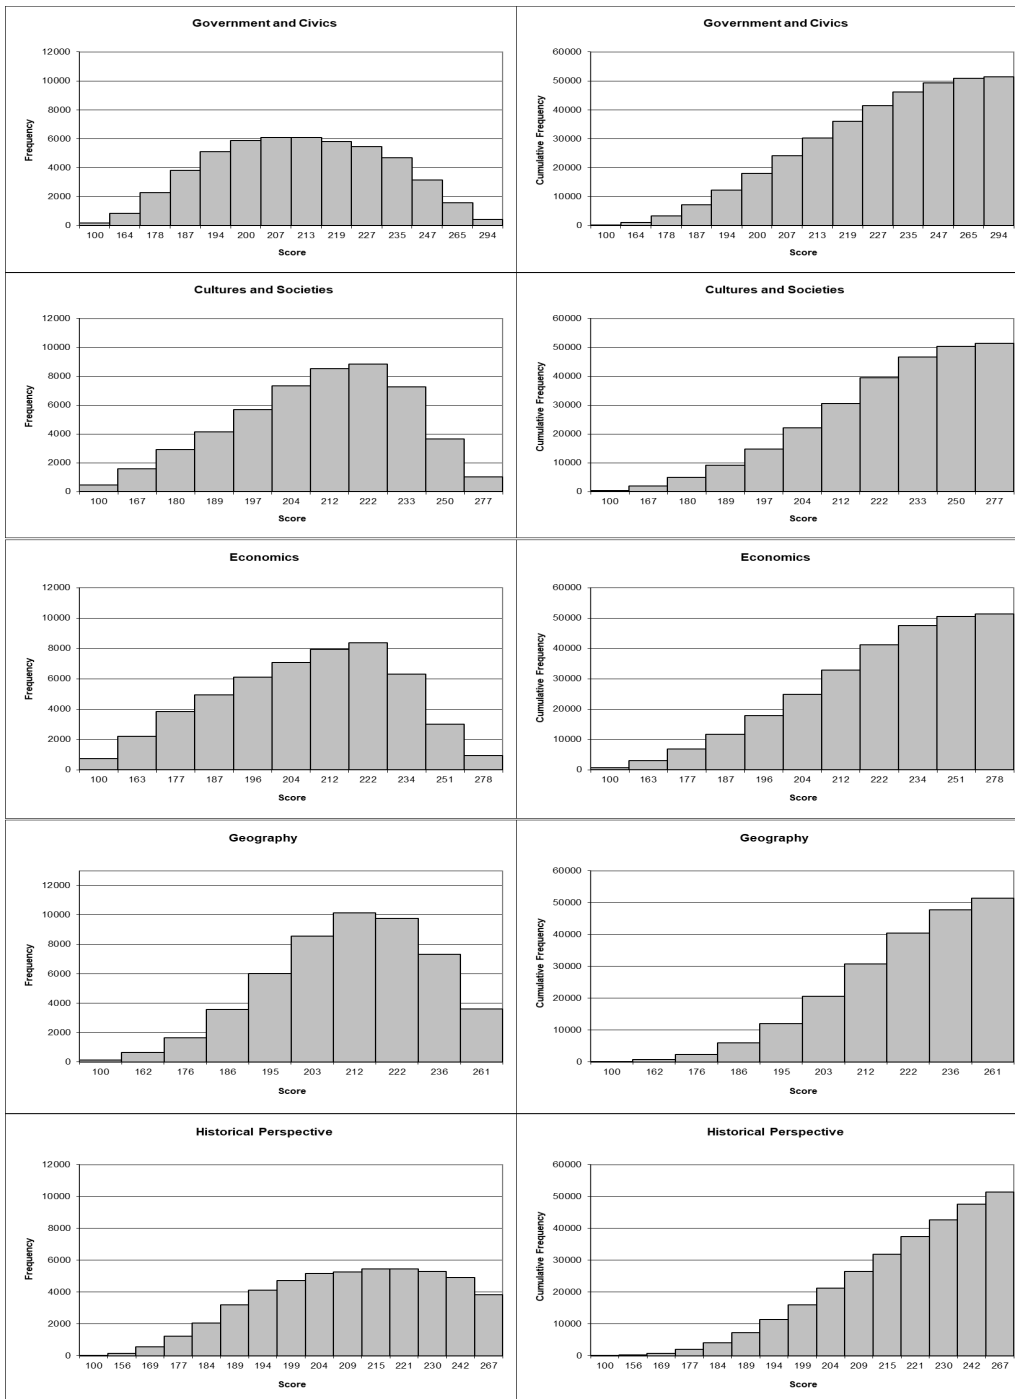 Government and Civics
12000
10000
8000
6000
4000
2000
0
Frequency
100 164 178 187 194 200 207 213 219 227 235 247 265 294
Score
Government and Civics
60000
50000
40000
30000
20000
10000
0
Cumulative Frequency
100 164 178 187 194 200 207 213 219 227 235 247 265 294
Score
Cultures and Societies
12000
10000
8000
6000
4000
2000
0
Frequency
100 167 180 189 197 204 212 222 233 250 277
Score
Cultures and Societies
60000
50000
40000
30000
20000
10000
0
Cumulative Frequency
100 167 180 189 197 204 212 222 233 250 277
Score
Economics
12000
10000
8000
6000
4000
2000
0
Frequency
100 163 177 187 196 204 212 222 234 251 278
Score
Economics
60000
50000
40000
30000
20000
10000
0
Cumulative Frequency
100 163 177 187 196 204 212 222 234 251 278
Score
Geography
12000
10000
8000
6000
4000
2000
0
Frequency
100 162 176 186 195 203 212 222 236 261
Score
Geography
60000
50000
40000
30000
20000
10000
0
Cumulative Frequency
100 162 176 186 195 203 212 222 236 261
Score
Historical Perspective
12000
10000
8000
6000
4000
2000
0
Frequency
100 156 169 177 184 189 194 199 204 209 215 221 230 242 267
Score
Historical Perspective
60000
50000
40000
30000
20000
10000
0
Cumulative Frequency
100 156 169 177 184 189 194 199 204 209 215 221 230 242 267
Score